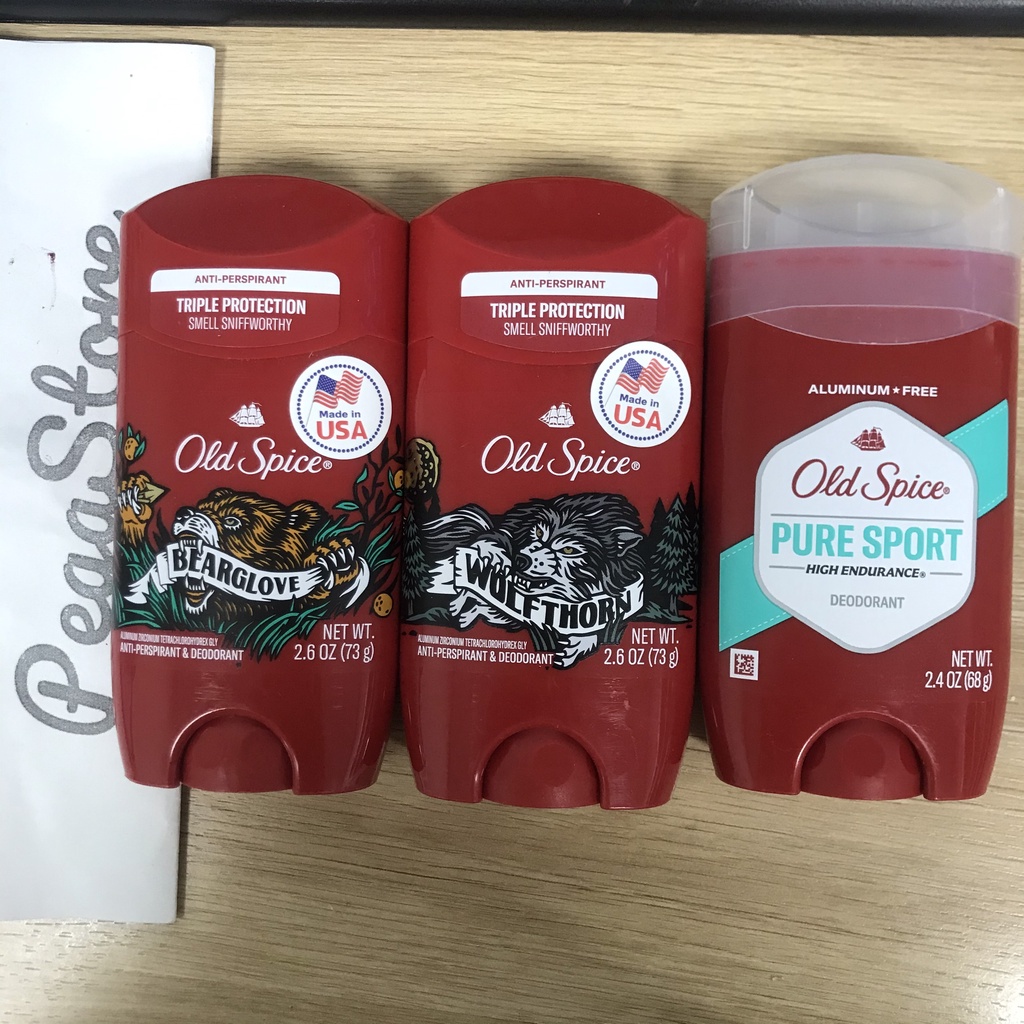 PegaStore
ANTI-PERSPIRANT
TRIPLE PROTECTION
SMELL SNIFFWORTHY
Made in
USA
Old Spice®
BEARGLOVE
ALUMINUM ZIRCONIUM TETRACHLOROHYDREX GLY
ANTI-PERSPIRANT & DEODORANT
NET WT.
2.6 OZ (73 g)
ANTI-PERSPIRANT
TRIPLE PROTECTION
SMELL SNIFFWORTHY
Made in
USA
Old Spice®
WOLFTHORN
ALUMINUM ZIRCONIUM TETRACHLOROHYDREX GLY
ANTI-PERSPIRANT & DEODORANT
NET WT.
2.6 OZ (73 g)
ALUMINUM★FREE
Old Spice®
PURE SPORT
HIGH ENDURANCE®
DEODORANT
NET WT.
2.4 OZ (68 g)